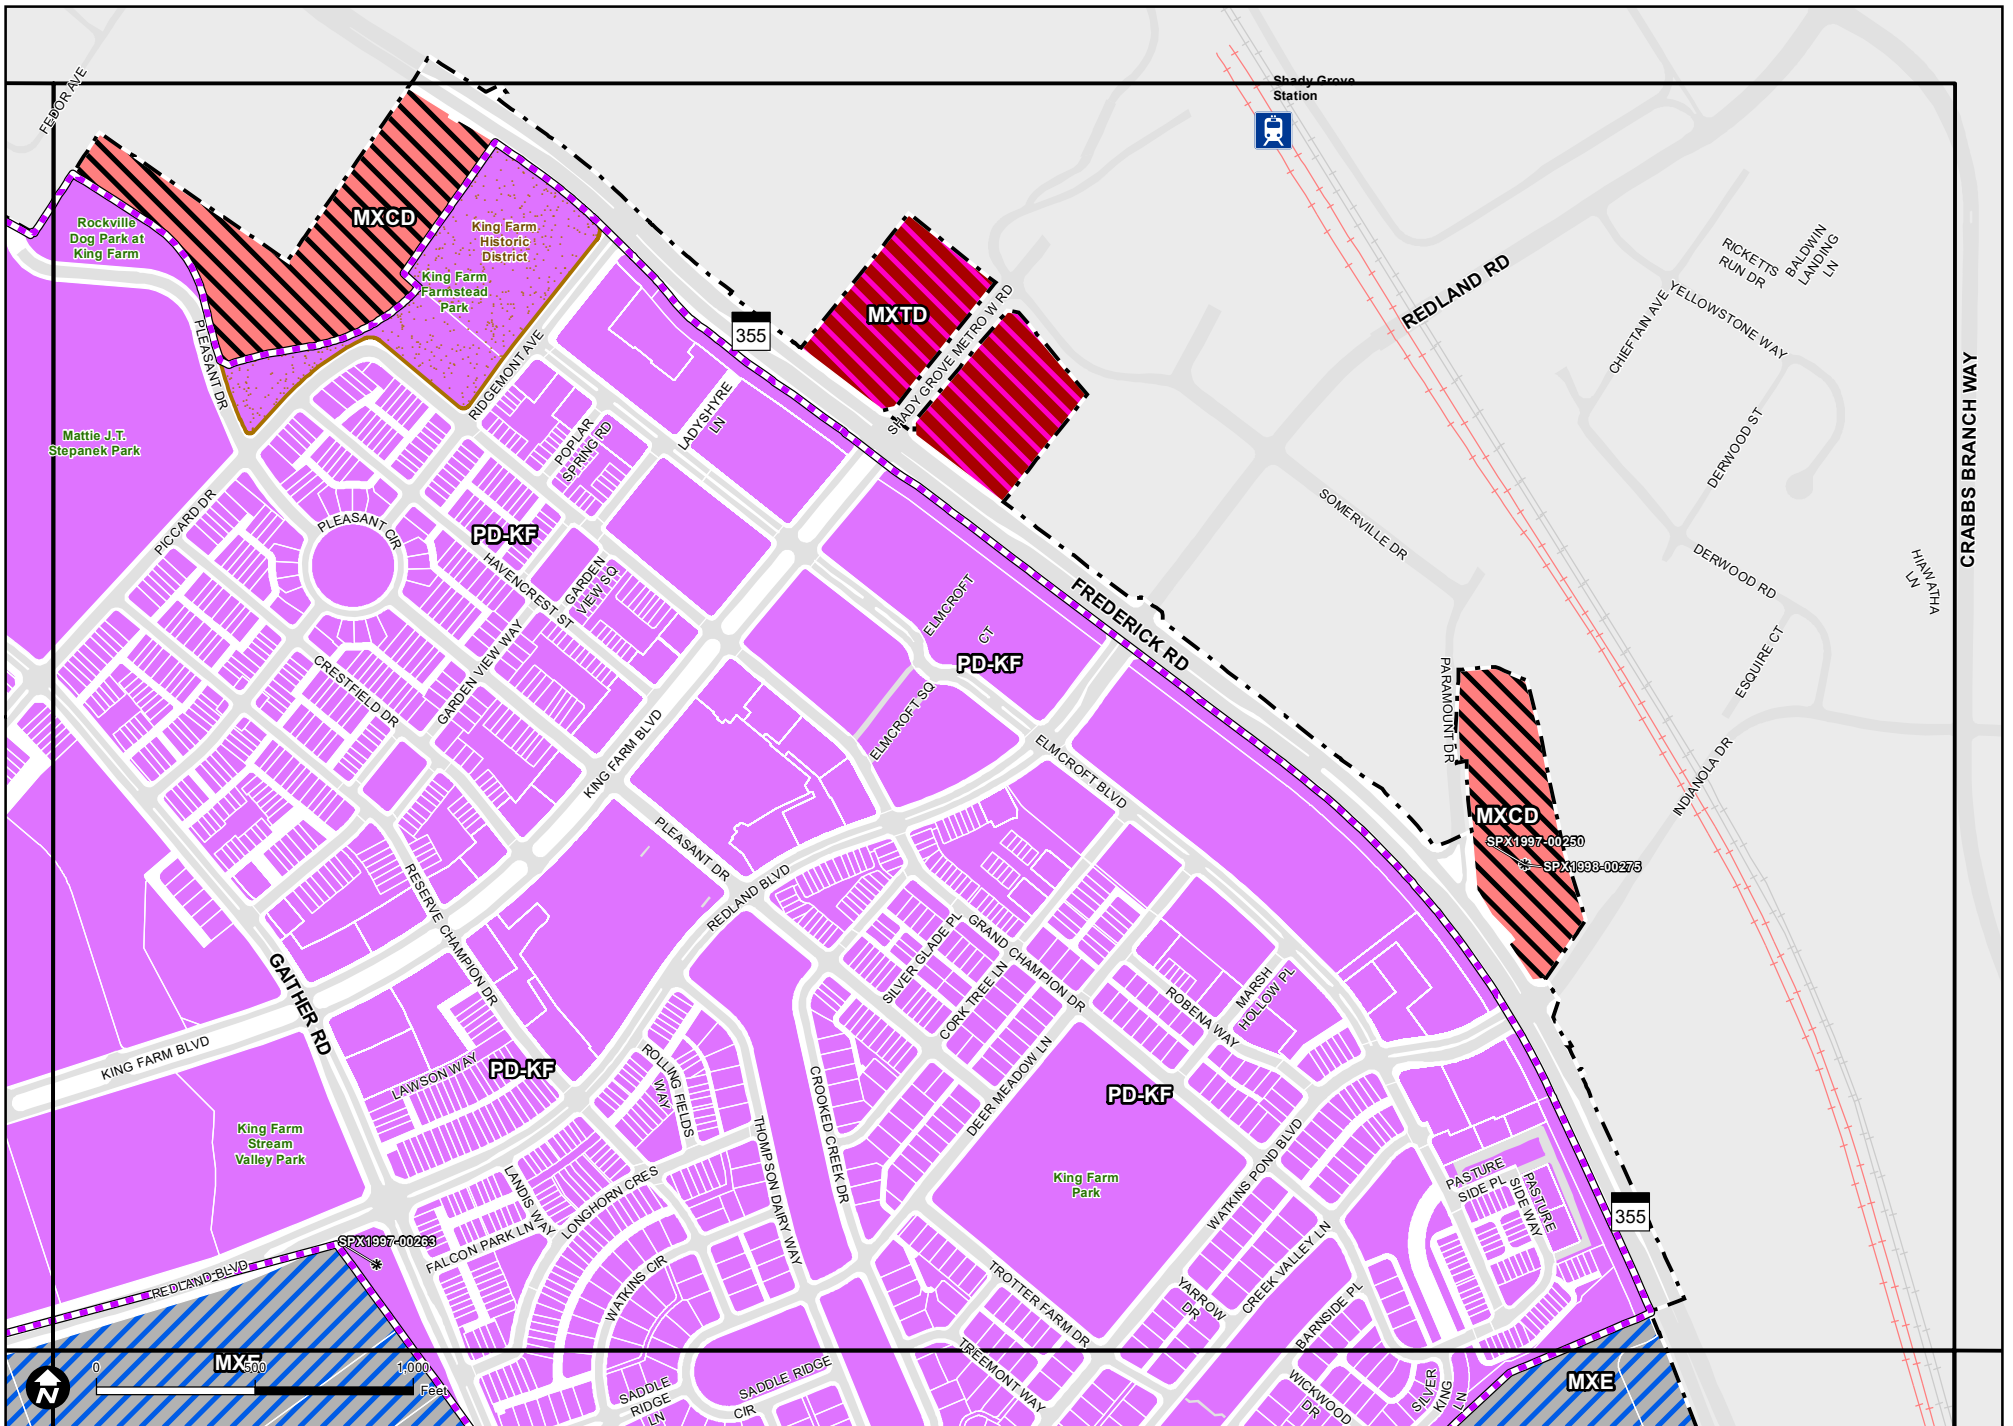 Shady Grove
Station
FEDOR AVE
MXCD
Rockville
Dog Park at
King Farm
King Farm
Historic
District
King Farm
Farmstead
Park
REDLAND RD
RICKETTS
RUN DR
BALDWIN
LANDING
LN
YELLOWSTONE WAY
CHIEFTAIN AVE
MXTD
SHADY GROVE METRO W RD
355
PLEASANT DR
RIDGEMONT AVE
LADYSHYRE
LN
POPLAR
SPRING RD
CRABBS BRANCH WAY
DERWOOD ST
Mattie J.T.
Stepanek Park
PICCARD DR
PLEASANT CIR
PD-KF
HAVENCREST ST
GARDEN
VIEW SQ
SOMERVILLE DR
DERWOOD RD
HIAWATHA
LN
ELMCROFT
CT
FREDERICK RD
PD-KF
ESQUIRE CT
PARAMOUNT DR
CRESTFIELD DR
GARDEN VIEW WAY
KING FARM BLVD
ELMCROFT SQ
ELMCROFT BLVD
INDIANOLA DR
MXCD
SPX1997-00250
SPX1998-00275
PLEASANT DR
REDLAND BLVD
RESERVE CHAMPION DR
SILVER GLADE PL
GRAND CHAMPION DR
CORK TREE LN
MARSH
HOLLOW PL
ROBENA WAY
GAITHER RD
KING FARM BLVD
LAWSON WAY
PD-KF
ROLLING FIELDS
WAY
CROOKED CREEK DR
DEER MEADOW LN
PD-KF
King Farm
Stream
Valley Park
THOMPSON DAIRY WAY
LANDIS WAY
LONGHORN CRES
King Farm
Park
WATKINS POND BLVD
PASTURE
SIDE PL
PASTURE
SIDE WAY
355
SPX1997-00263
FALCON PARK LN
REDLAND BLVD
WATKINS CIR
TROTTER FARM DR
YARROW
DR
CREEK VALLEY LN
BARNSIDE PL
MXE
0
500
1,000
Feet
N
SADDLE
RIDGE
LN
SADDLE RIDGE
CIR
TREEMONT WAY
WICKWOOD
DR
SILVER
KING
LN
MXE